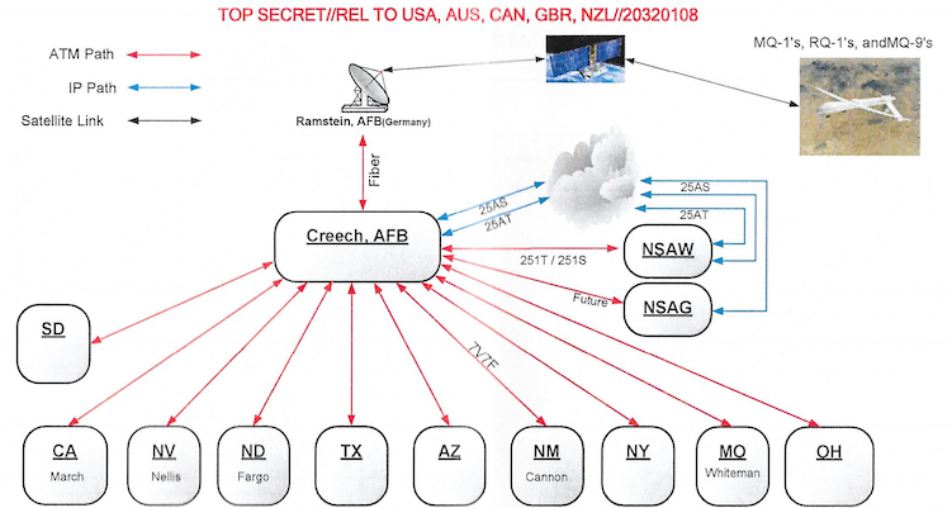 TOP SECRET//REL TO USA, AUS, CAN, GBR, NZL//20320108
ATM Path
IP Path
Satellite Link
MQ-1's, RQ-1's, andMQ-9's
Ramstein, AFB(Germany)
Fiber
25AS
25AT
25AS
25AT
Creech, AFB
251T / 251S
NSAW
Future
NSAG
SD
7V7F
CA
March
NV
Nellis
ND
Fargo
TX
AZ
NM
Cannon
NY
MO
Whiteman
OH